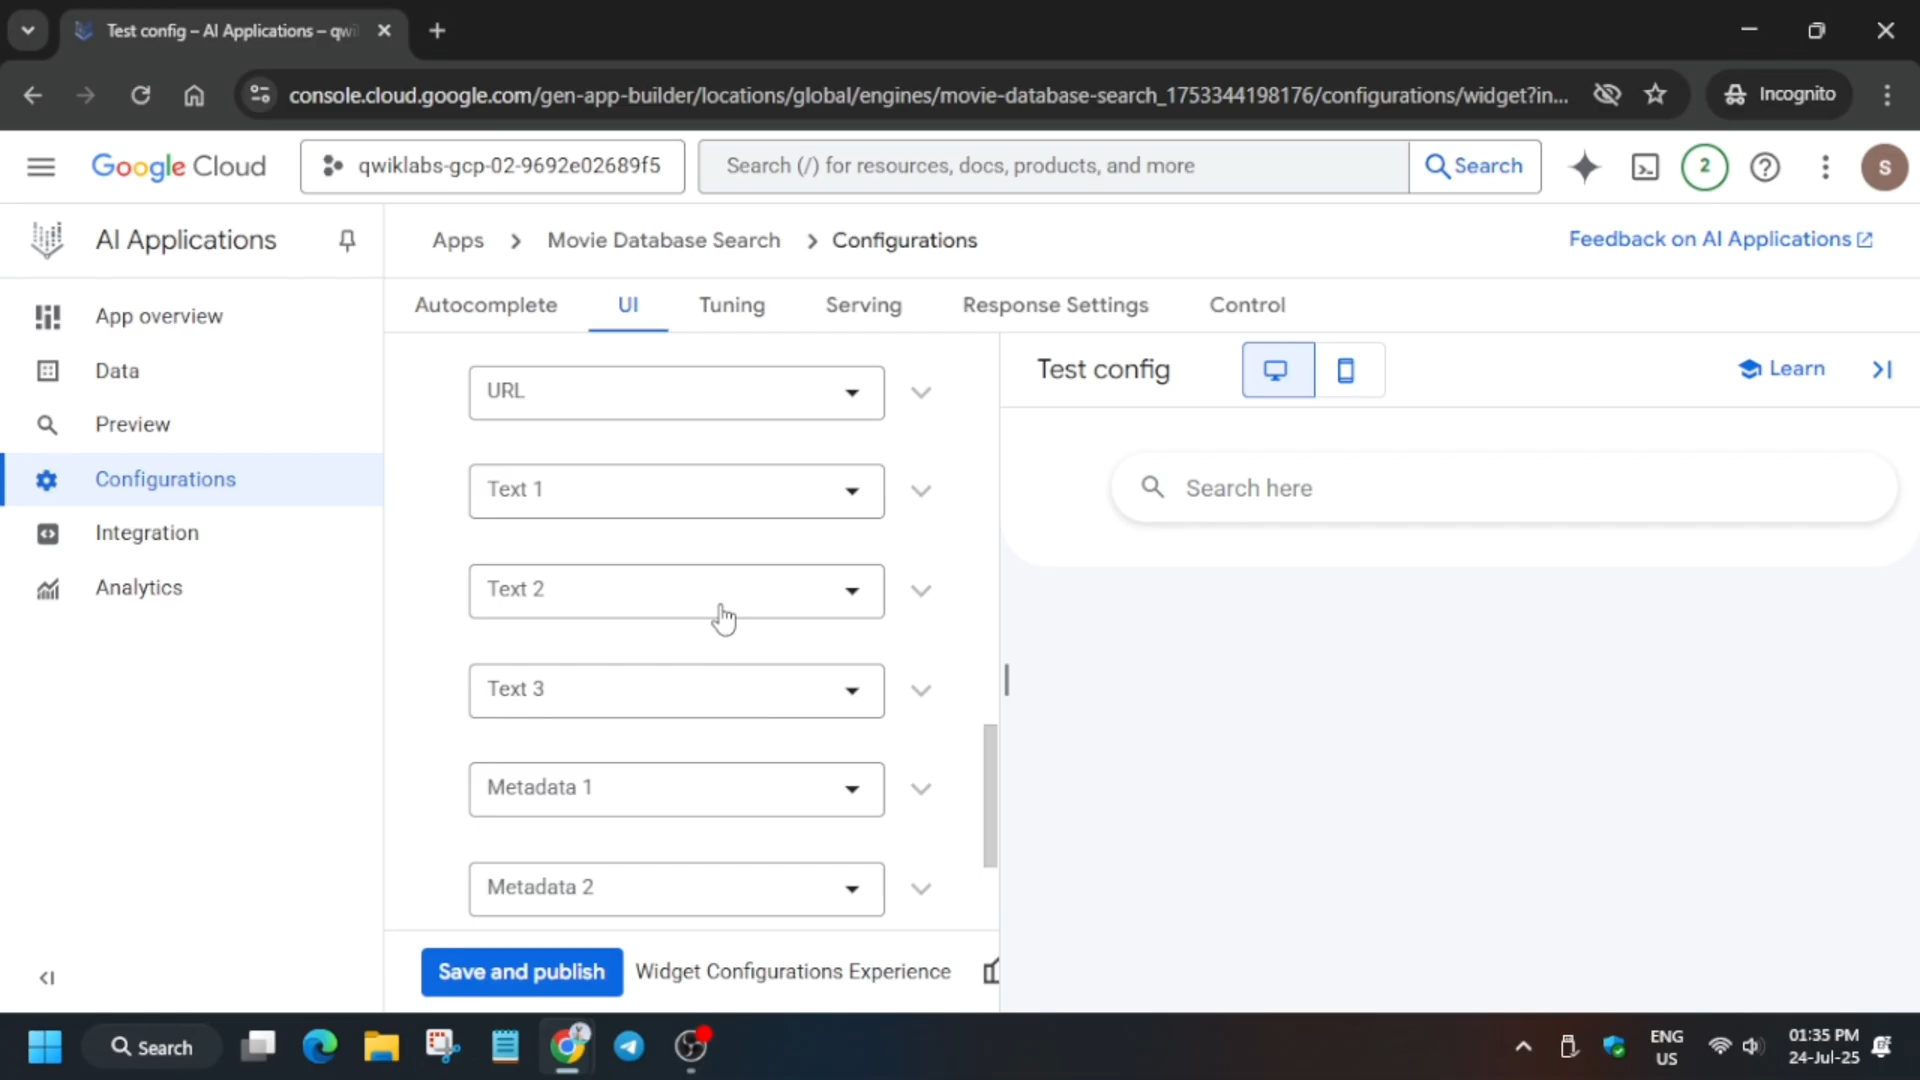 Test config – AI Applications – qwi
console.cloud.google.com/gen-app-builder/locations/global/engines/movie-database-search_1753344198176/configurations/widget?in...
Incognito
Google Cloud
qwiklabs-gcp-02-9692e02689f5
Search (/) for resources, docs, products, and more
Search
2
S
AI Applications
Apps
Movie Database Search
Configurations
Feedback on AI Applications
App overview
Data
Preview
Configurations
Integration
Analytics
Autocomplete
UI
Tuning
Serving
Response Settings
Control
URL
Text 1
Text 2
Text 3
Metadata 1
Metadata 2
Save and publish
Widget Configurations Experience
Test config
Learn
Search here
Search
ENG
US
01:35 PM
24-Jul-25